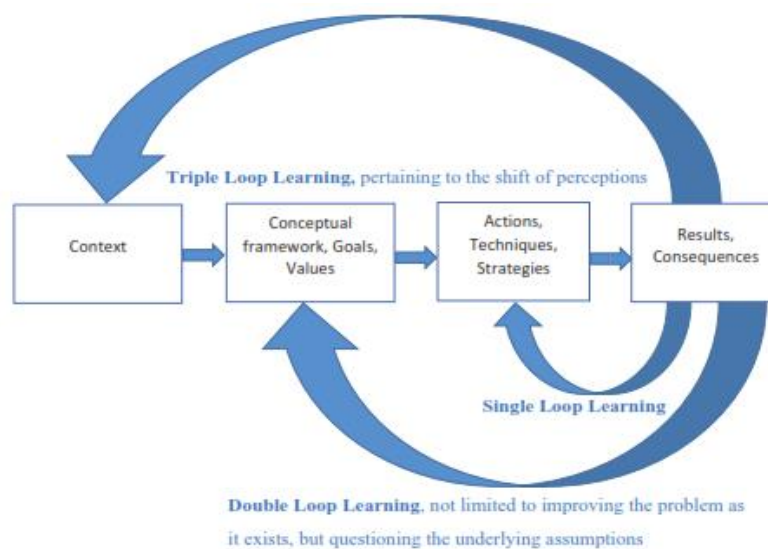 Triple Loop Learning, pertaining to the shift of perceptions
Context
Conceptual
framework, Goals,
Values
Actions,
Techniques,
Strategies
Results,
Consequences
Single Loop Learning
Double Loop Learning, not limited to improving the problem as
it exists, but questioning the underlying assumptions